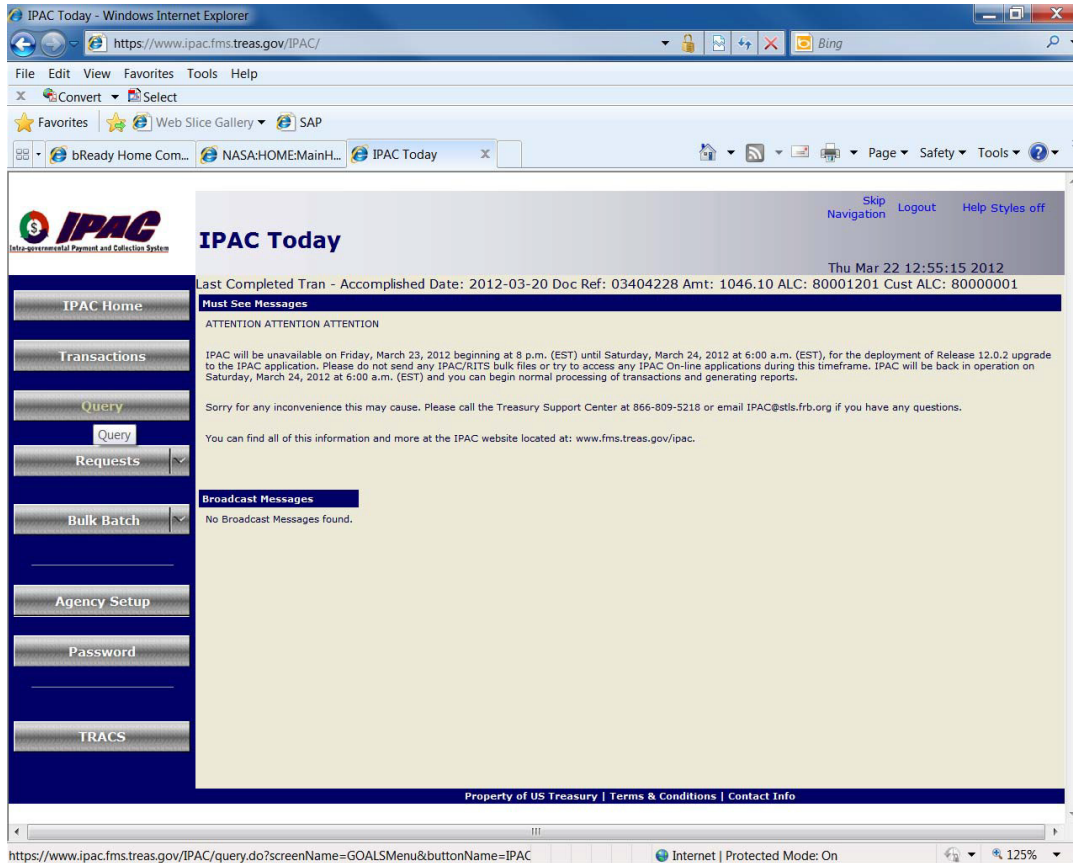 IPAC Today - Windows Internet Explorer
https://www.ipac.fms.treas.gov/IPAC/
Bing
File Edit View Favorites Tools Help
x Convert Select
Favorites Web Slice Gallery SAP
bReady Home Com... NASA:HOME:MainH... IPAC Today x Page Safety Tools
$ IPAC
Intra-governmental Payment and Collection System
IPAC Today
Skip Navigation Logout Help Styles off
Thu Mar 22 12:55:15 2012
Last Completed Tran - Accomplished Date: 2012-03-20 Doc Ref: 03404228 Amt: 1046.10 ALC: 80001201 Cust ALC: 80000001
IPAC Home
Transactions
Query
Query
Requests
Bulk Batch
Agency Setup
Password
TRACS
Must See Messages
ATTENTION ATTENTION ATTENTION
IPAC will be unavailable on Friday, March 23, 2012 beginning at 8 p.m. (EST) until Saturday, March 24, 2012 at 6:00 a.m. (EST), for the deployment of Release 12.0.2 upgrade
to the IPAC application. Please do not send any IPAC/RITS bulk files or try to access any IPAC On-line applications during this timeframe. IPAC will be back in operation on
Saturday, March 24, 2012 at 6:00 a.m. (EST) and you can begin normal processing of transactions and generating reports.
Sorry for any inconvenience this may cause. Please call the Treasury Support Center at 866-809-5218 or email IPAC@stls.frb.org if you have any questions.
You can find all of this information and more at the IPAC website located at: www.fms.treas.gov/ipac.
Broadcast Messages
No Broadcast Messages found.
Property of US Treasury | Terms & Conditions | Contact Info
https://www.ipac.fms.treas.gov/IPAC/query.do?screenName=GOALSMenu&buttonName=IPAC Internet | Protected Mode: On 125%